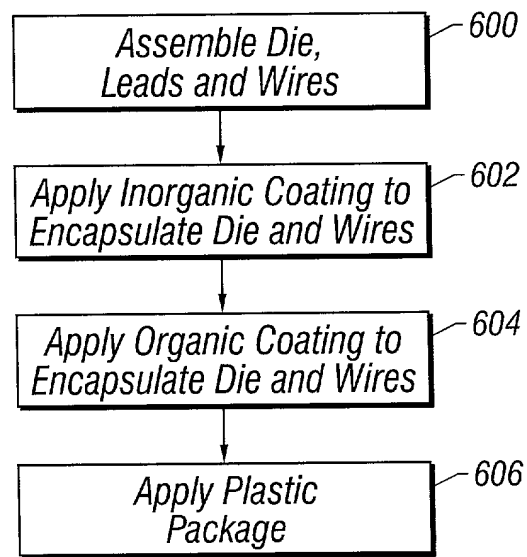 Assemble Die,
Leads and Wires
600
Apply Inorganic Coating to
Encapsulate Die and Wires
602
Apply Organic Coating to
Encapsulate Die and Wires
604
Apply Plastic
Package
606